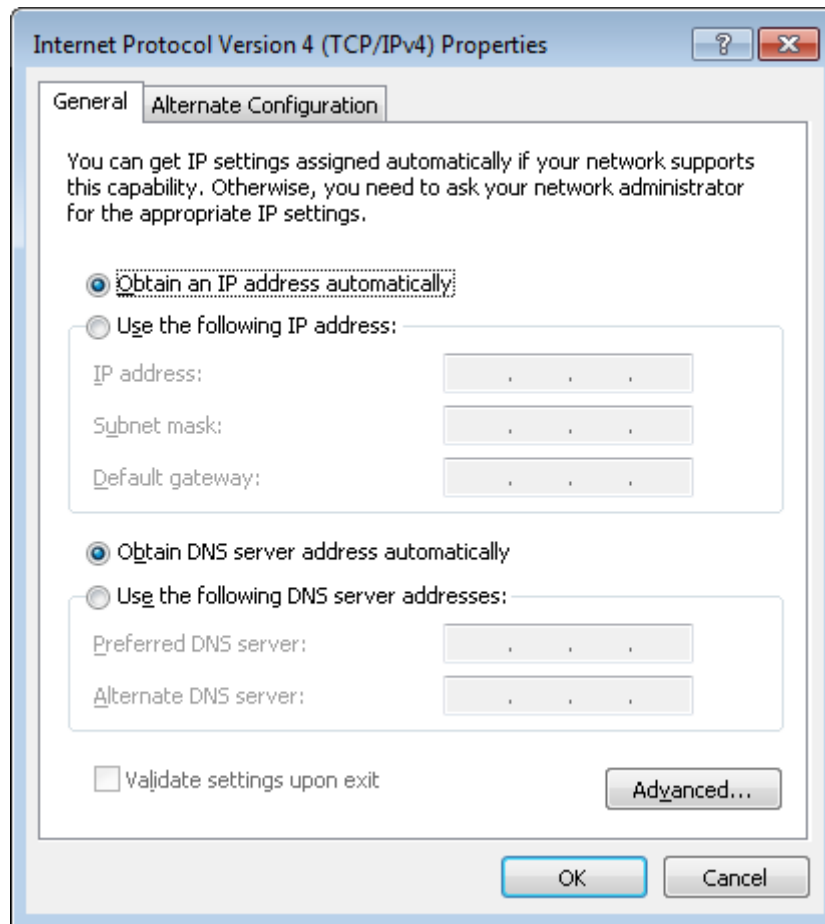 Internet Protocol Version 4 (TCP/IPv4) Properties
General
Alternate Configuration
You can get IP settings assigned automatically if your network supports
this capability. Otherwise, you need to ask your network administrator
for the appropriate IP settings.
Obtain an IP address automatically
Use the following IP address:
IP address:
Subnet mask:
Default gateway:
Obtain DNS server address automatically
Use the following DNS server addresses:
Preferred DNS server:
Alternate DNS server:
Validate settings upon exit
Advanced...
OK
Cancel